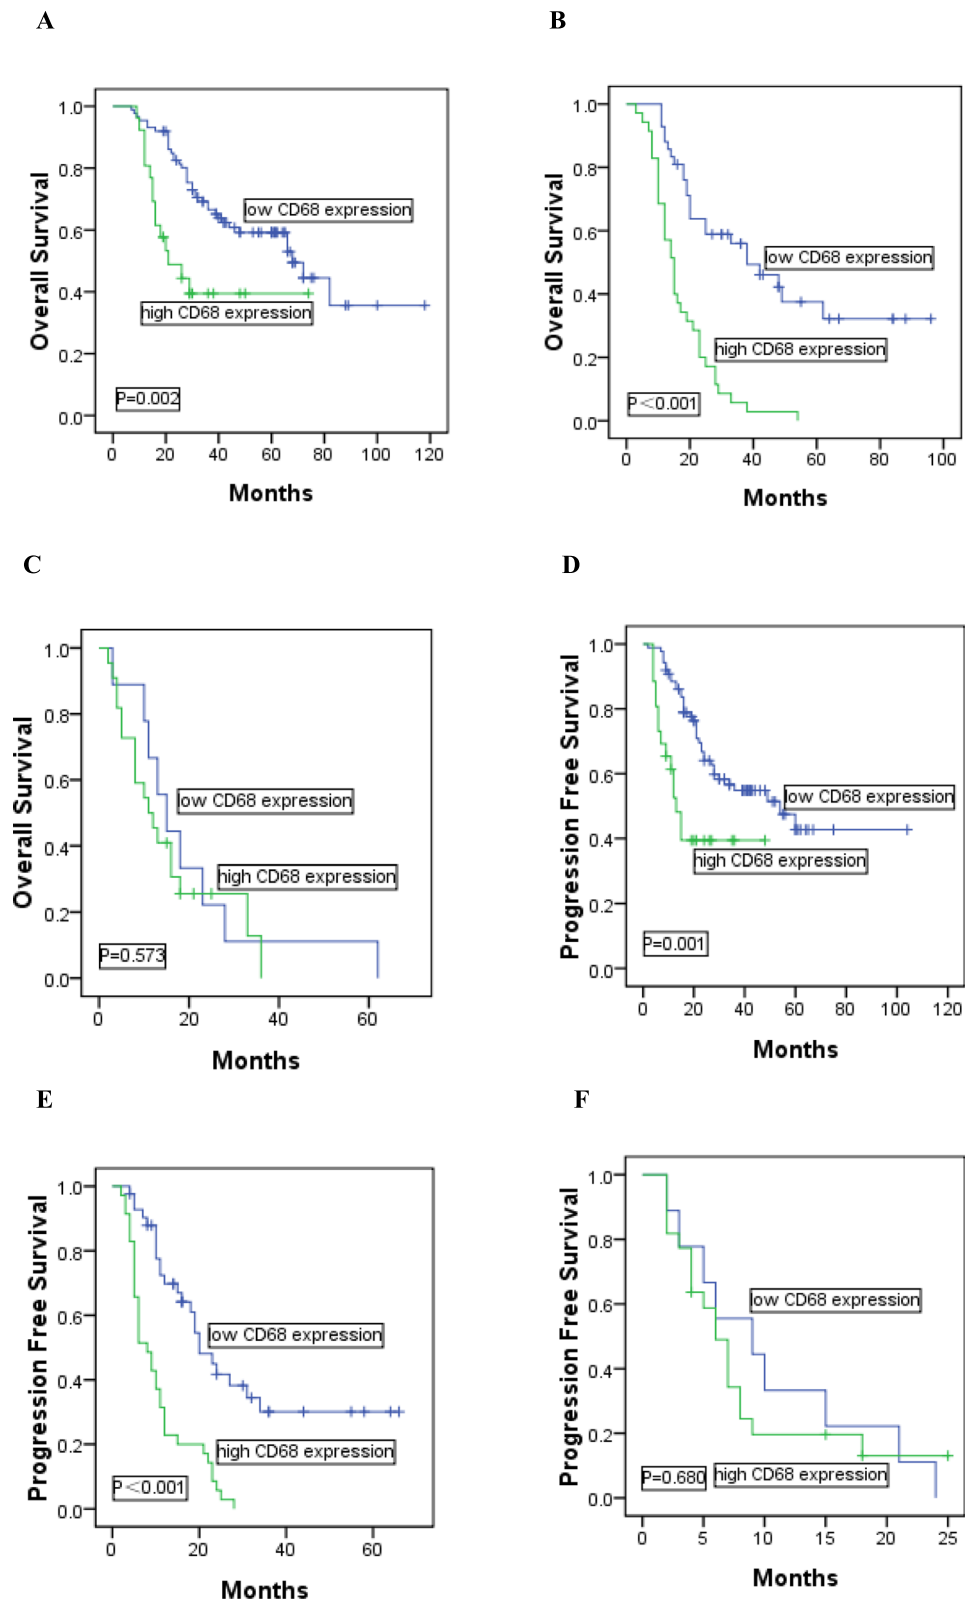 A
B
1.0
0.8
0.6
0.4
0.2
0.0
Overall Survival
low CD68 expression
high CD68 expression
P=0.002
0 20 40 60 80 100 120
Months
1.0
0.8
0.6
0.4
0.2
0.0
Overall Survival
low CD68 expression
high CD68 expression
P<0.001
0 20 40 60 80 100
Months
C
D
1.0
0.8
0.6
0.4
0.2
0.0
Overall Survival
low CD68 expression
high CD68 expression
P=0.573
0 20 40 60
Months
1.0
0.8
0.6
0.4
0.2
0.0
Progression Free Survival
low CD68 expression
high CD68 expression
P=0.001
0 20 40 60 80 100 120
Months
E
F
1.0
0.8
0.6
0.4
0.2
0.0
Progression Free Survival
low CD68 expression
high CD68 expression
P<0.001
0 20 40 60
Months
1.0
0.8
0.6
0.4
0.2
0.0
Progression Free Survival
low CD68 expression
high CD68 expression
P=0.680
0 5 10 15 20 25
Months